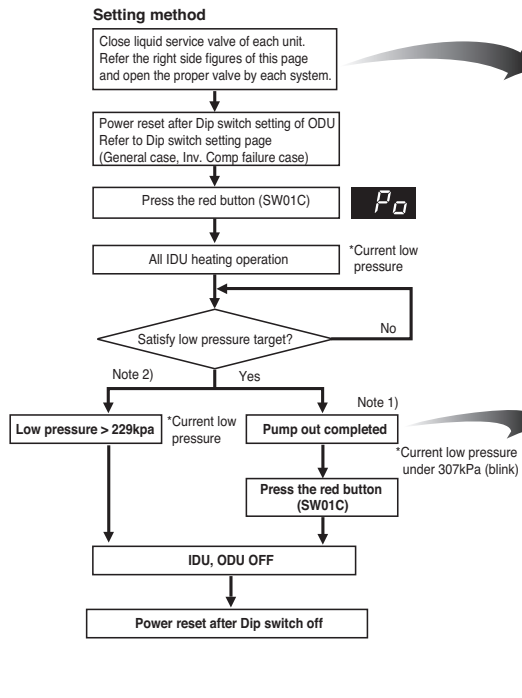 Setting method
Close liquid service valve of each unit.
Refer the right side figures of this page
and open the proper valve by each system.
Power reset after Dip switch setting of ODU
Refer to Dip switch setting page
(General case, Inv. Comp failure case)
Press the red button (SW01C)
Po
All IDU heating operation
*Current low
pressure
Satisfy low pressure target?
No
Note 2)
Yes
Note 1)
Low pressure > 229kpa
*Current low
pressure
Pump out completed
*Current low pressure
under 307kPa (blink)
Press the red button
(SW01C)
IDU, ODU OFF
Power reset after Dip switch off